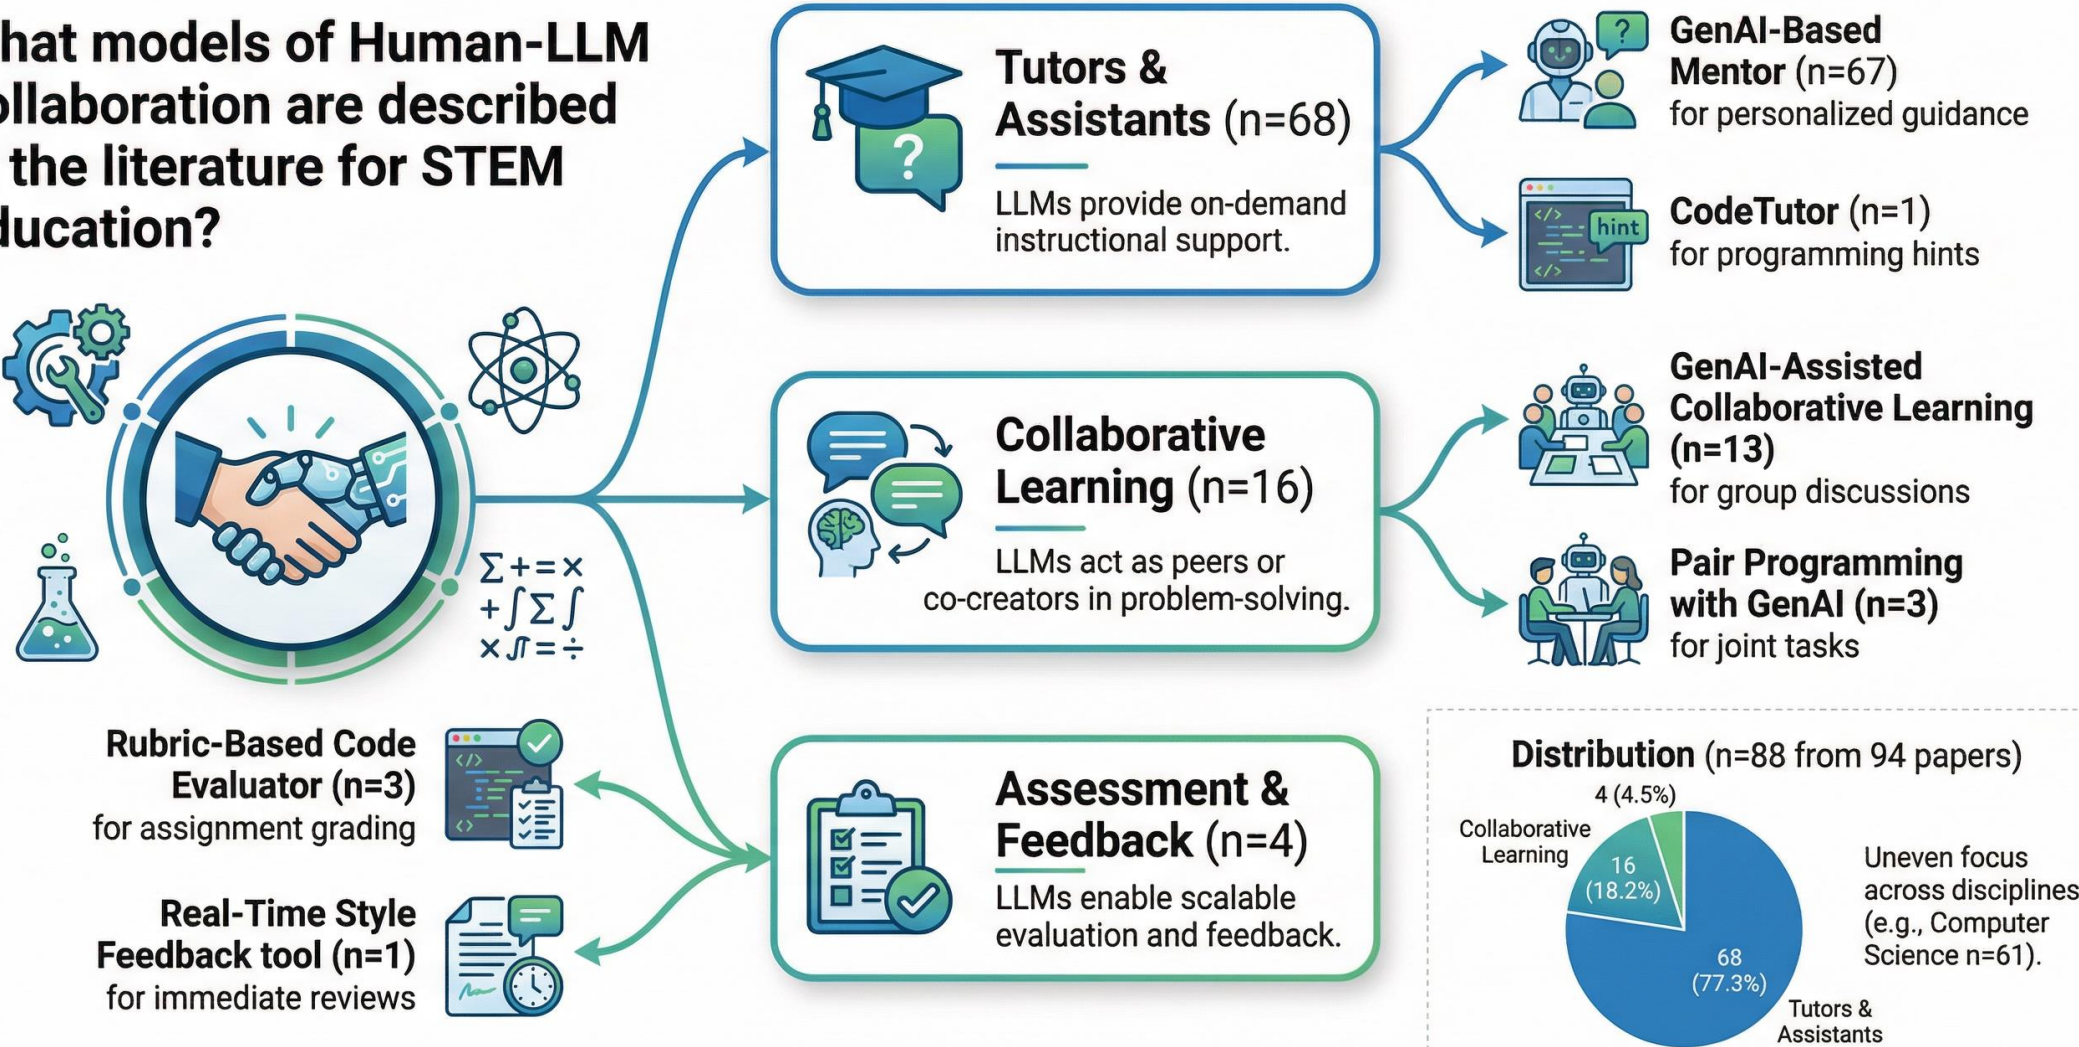 hat models of Human-LLM
ollaboration are described
the literature for STEM
ducation?
Tutors &
Assistants (n=68)
LLMs provide on-demand
instructional support.
?
GenAI-Based
Mentor (n=67)
for personalized guidance
?
CodeTutor (n=1)
for programming hints
</>
hint
</>
Collaborative
Learning (n=16)
LLMs act as peers or
co-creators in problem-solving.
GenAI-Assisted
Collaborative Learning
(n=13)
for group discussions
Pair Programming
with GenAI (n=3)
for joint tasks
Σ+=×
+∫Σ∫
×∬=÷
Rubric-Based Code
Evaluator (n=3)
for assignment grading
</>
<>
Real-Time Style
Feedback tool (n=1)
for immediate reviews
Assessment &
Feedback (n=4)
LLMs enable scalable
evaluation and feedback.
Distribution (n=88 from 94 papers)
4 (4.5%)
Collaborative
Learning
16
(18.2%)
68
(77.3%)
Tutors &
Assistants
Uneven focus
across disciplines
(e.g., Computer
Science n=61).